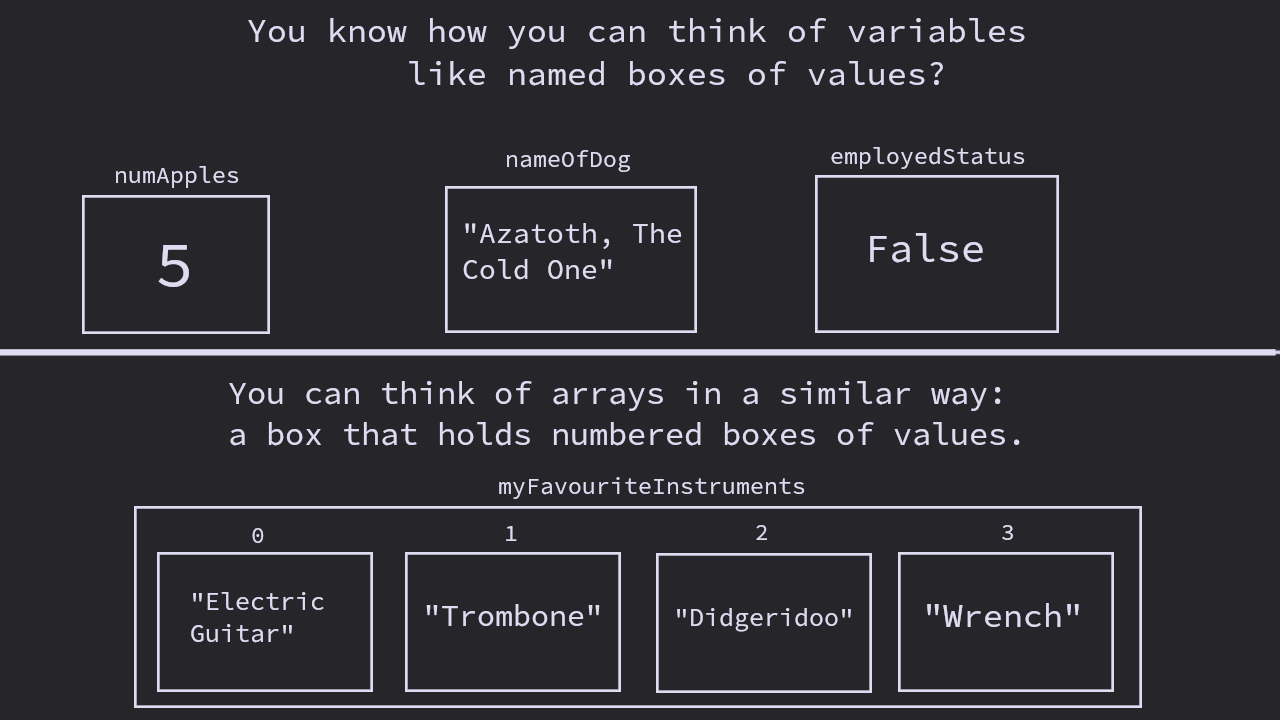 You know how you can think of variables
like named boxes of values?
numApples
nameOfDog
employedStatus
5
"Azatoth, The
Cold One"
False
You can think of arrays in a similar way:
a box that holds numbered boxes of values.
myFavouriteInstruments
0
1
2
3
"Electric
Guitar"
"Trombone"
"Didgeridoo"
"Wrench"